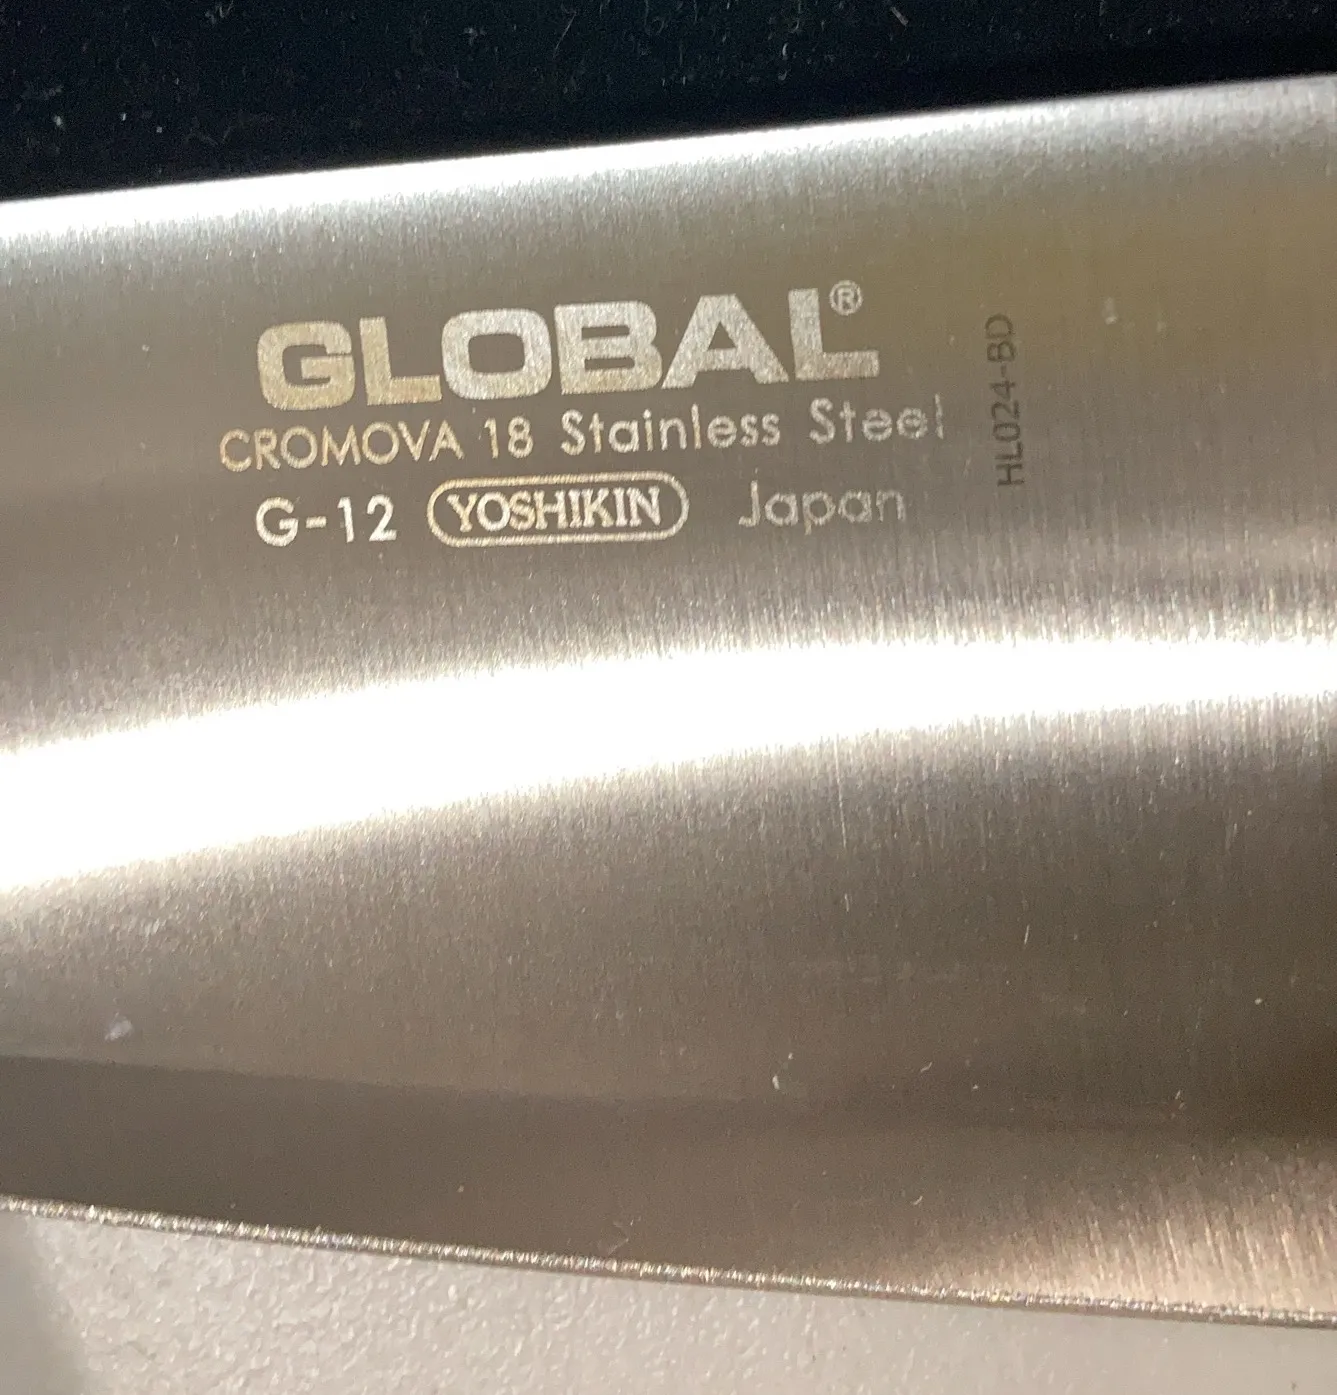 GLOBAL®
CROMOVA 18 Stainless Steel
G-12 YOSHIKIN Japan
HL024-BD